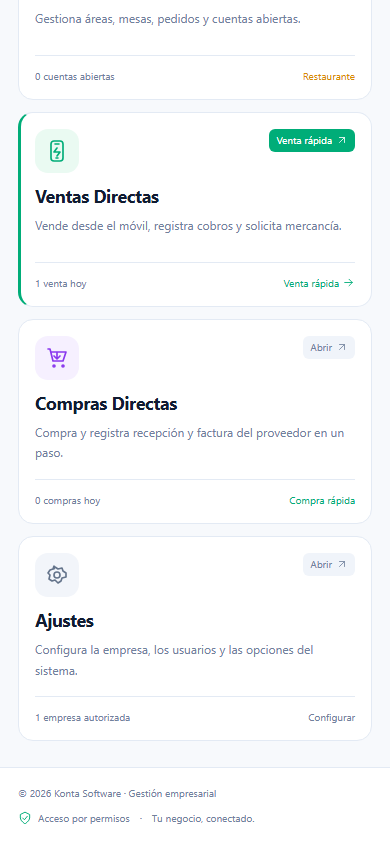 Gestiona áreas, mesas, pedidos y cuentas abiertas.
0 cuentas abiertas
Restaurante
Venta rápida
Ventas Directas
Vende desde el móvil, registra cobros y solicita mercancía.
1 venta hoy
Venta rápida
Abrir
Compras Directas
Compra y registra recepción y factura del proveedor en un
paso.
0 compras hoy
Compra rápida
Abrir
Ajustes
Configura la empresa, los usuarios y las opciones del
sistema.
1 empresa autorizada
Configurar
© 2026 Konta Software · Gestión empresarial
Acceso por permisos · Tu negocio, conectado.